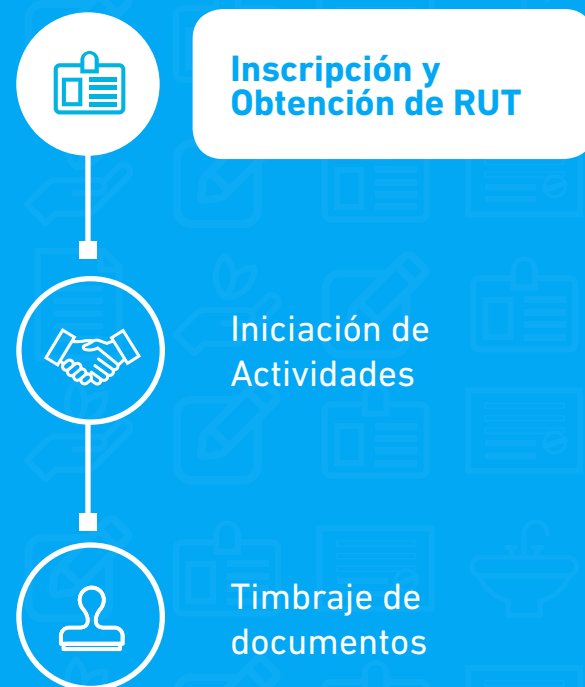 Inscripción y
Obtención de RUT
Iniciación de
Actividades
Timbraje de
documentos